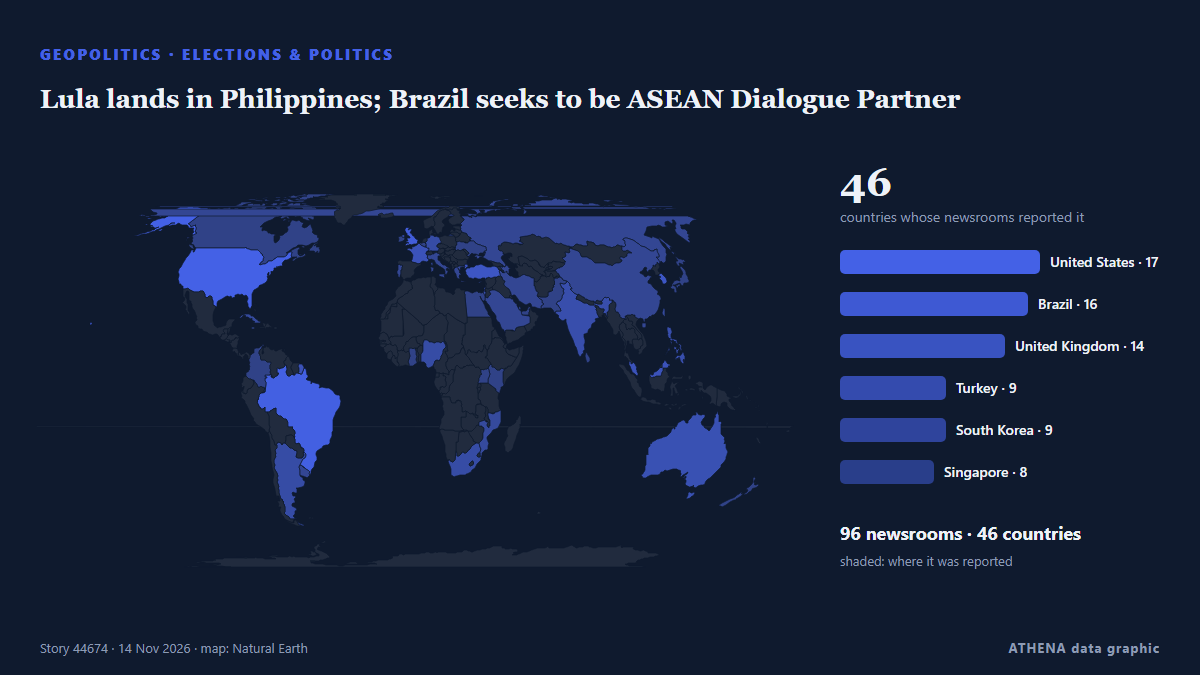 GEOPOLITICS · ELECTIONS & POLITICS
Lula lands in Philippines; Brazil seeks to be ASEAN Dialogue Partner
46
countries whose newsrooms reported it
United States · 17
Brazil · 16
United Kingdom · 14
Turkey · 9
South Korea · 9
Singapore · 8
96 newsrooms · 46 countries
shaded: where it was reported
Story 44674 · 14 Nov 2026 · map: Natural Earth
ATHENA data graphic